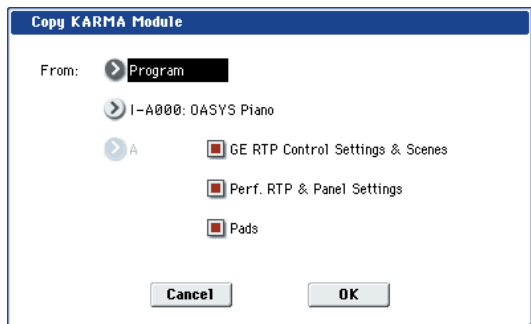 Copy KARMA Module
From: Program
I-A000: OASYS Piano
A GE RTP Control Settings & Scenes
Perf. RTP & Panel Settings
Pads
Cancel OK